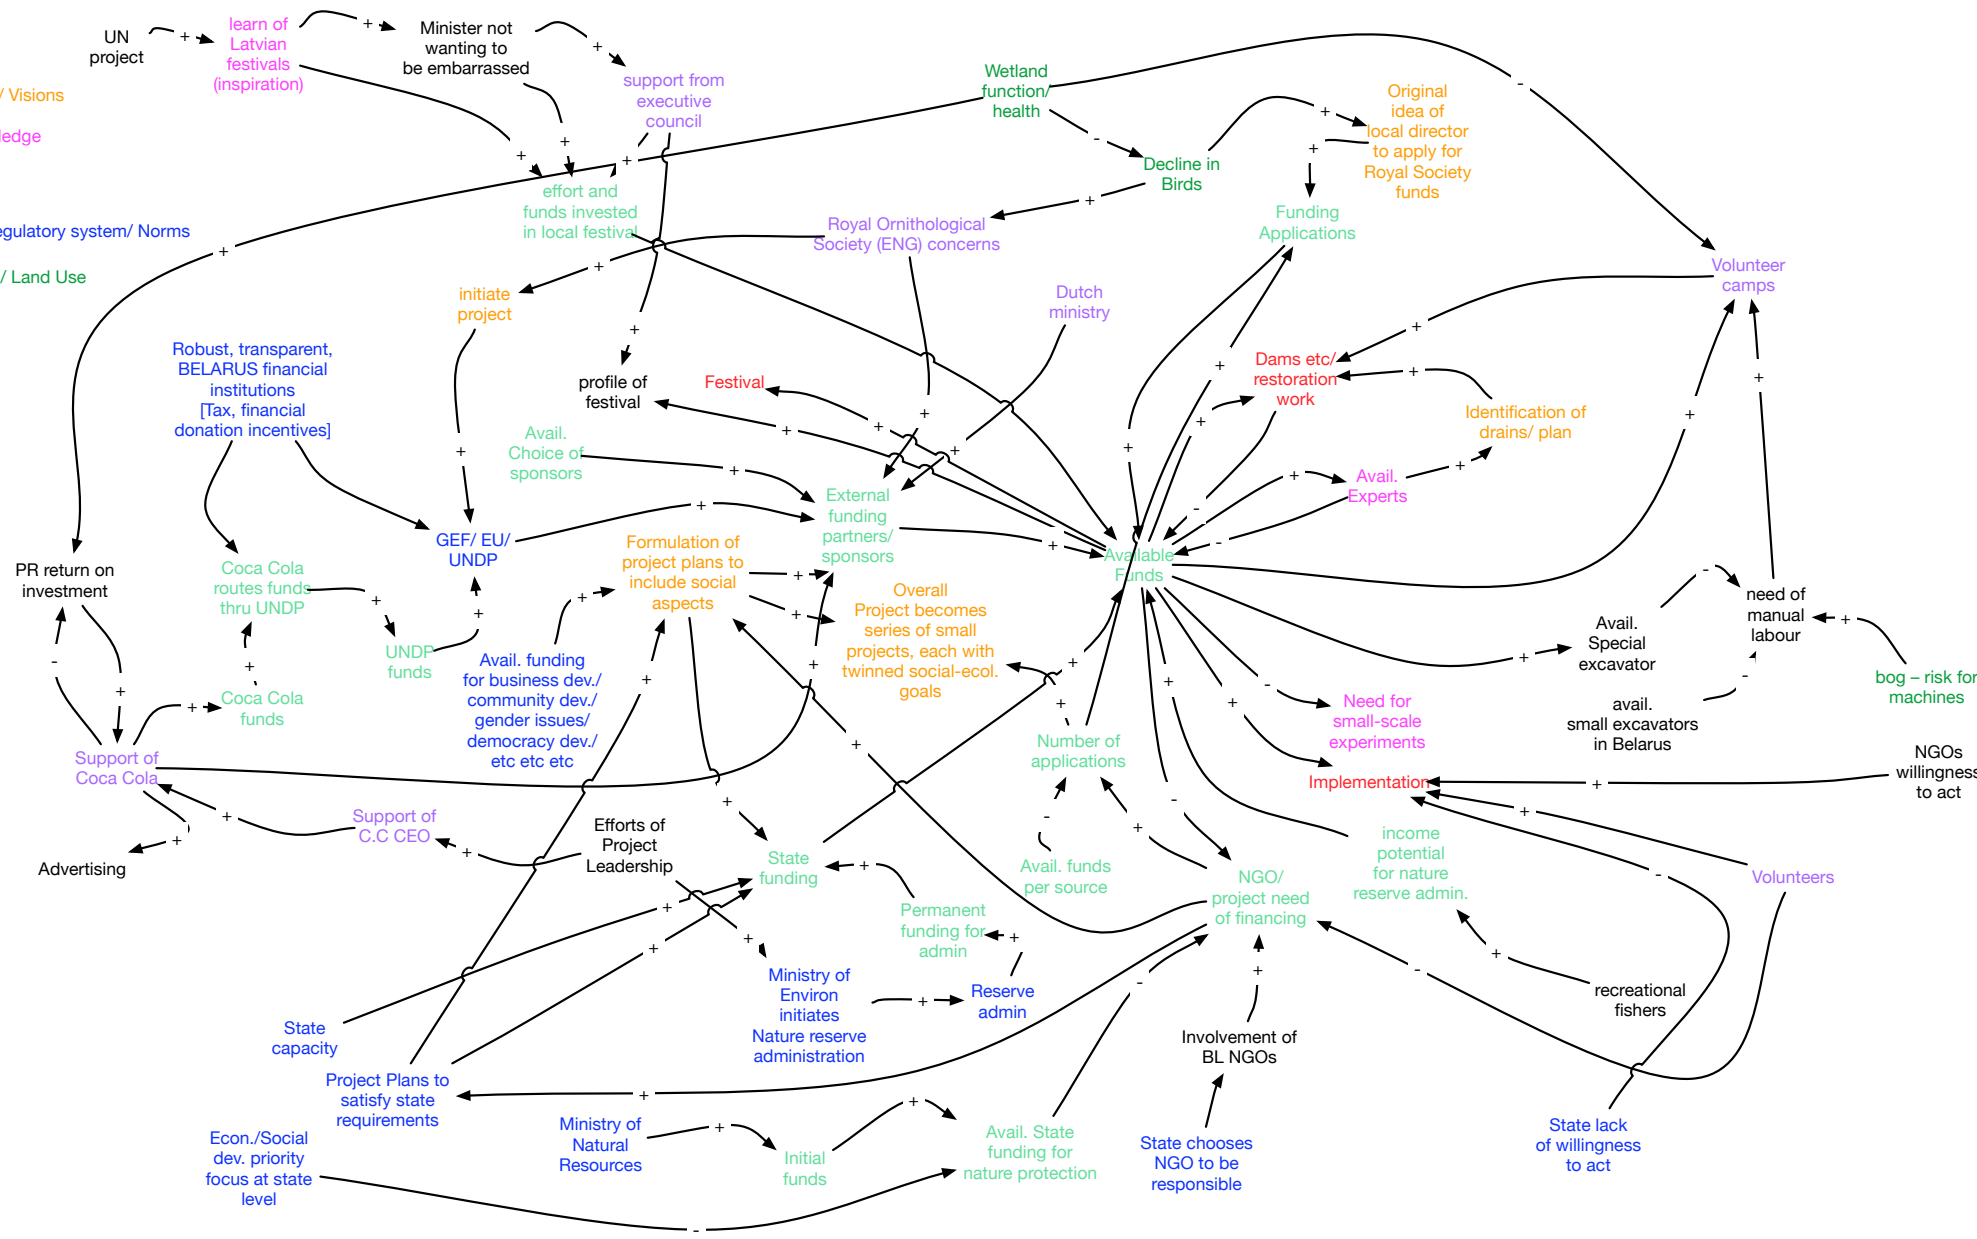 UN
project
learn of
Latvian
festivals
(inspiration)
Minister not
wanting to
be embarrassed
support from
executive
council
/ Visions
ledge
egulatory system/ Norms
/ Land Use
Wetland
function/
health
Decline in
Birds
Original
idea of
local director
to apply for
Royal Society
funds
effort and
funds invested
in local festival
Royal Ornithological
Society (ENG) concerns
Funding
Applications
Volunteer
camps
initiate
project
Dutch
ministry
Robust, transparent,
BELARUS financial
institutions
[Tax, financial
donation incentives]
profile of
festival
Festival
Dams etc/
restoration
work
Identification of
drains/ plan
Avail.
Choice of
sponsors
Avail.
Experts
External
funding
partners/
sponsors
GEF/ EU/
UNDP
Formulation of
project plans to
include social
aspects
Available
Funds
PR return on
investment
Coca Cola
routes funds
thru UNDP
UNDP
funds
Overall
Project becomes
series of small
projects, each with
twinned social-ecol.
goals
Avail.
Special
excavator
need of
manual
labour
Avail. funding
for business dev./
community dev./
gender issues/
democracy dev./
etc etc etc
Coca Cola
funds
Need for
small-scale
experiments
avail.
small excavators
in Belarus
bog – risk for
machines
Support of
Coca Cola
Number of
applications
Implementation
NGOs
willingness
to act
Support of
C.C CEO
Efforts of
Project
Leadership
Advertising
State
funding
Avail. funds
per source
income
potential
for nature
reserve admin.
NGO/
project need
of financing
Volunteers
Permanent
funding for
admin
Ministry of
Environ
initiates
Nature reserve
administration
Reserve
admin
recreational
fishers
State
capacity
Involvement of
BL NGOs
Project Plans to
satisfy state
requirements
Ministry of
Natural
Resources
Initial
funds
Avail. State
funding for
nature protection
State chooses
NGO to be
responsible
State lack
of willingness
to act
Econ./Social
dev. priority
focus at state
level